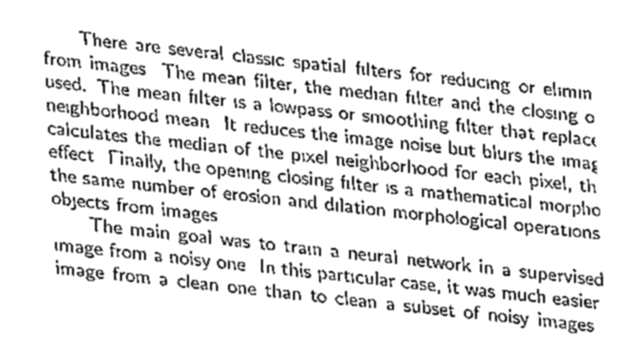 There are several classic spatial filters for reducing or elimin
from images The mean filter, the median filter and the closing o
used. The mean filter is a lowpass or smoothing filter that replac
neighborhood mean It reduces the image noise but blurs the imag
calculates the median of the pixel neighborhood for each pixel, th
effect Finally, the opening closing filter is a mathematical morpho
the same number of erosion and dilation morphological operations
objects from images
The main goal was to train a neural network in a supervised
image from a noisy one In this particular case, it was much easier
image from a clean one than to clean a subset of noisy images